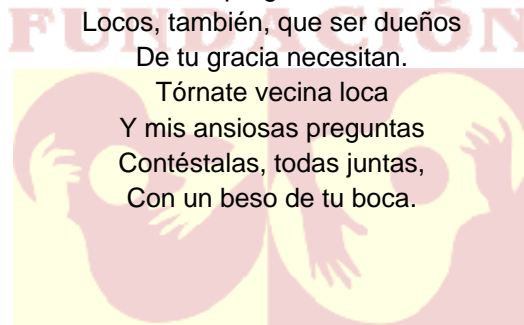 Locos, también, que ser dueños
FUNDACIÓN
De tu gracia necesitan.
Tórnate vecina loca
Y mis ansiosas preguntas
Contéstalas, todas juntas,
Con un beso de tu boca.